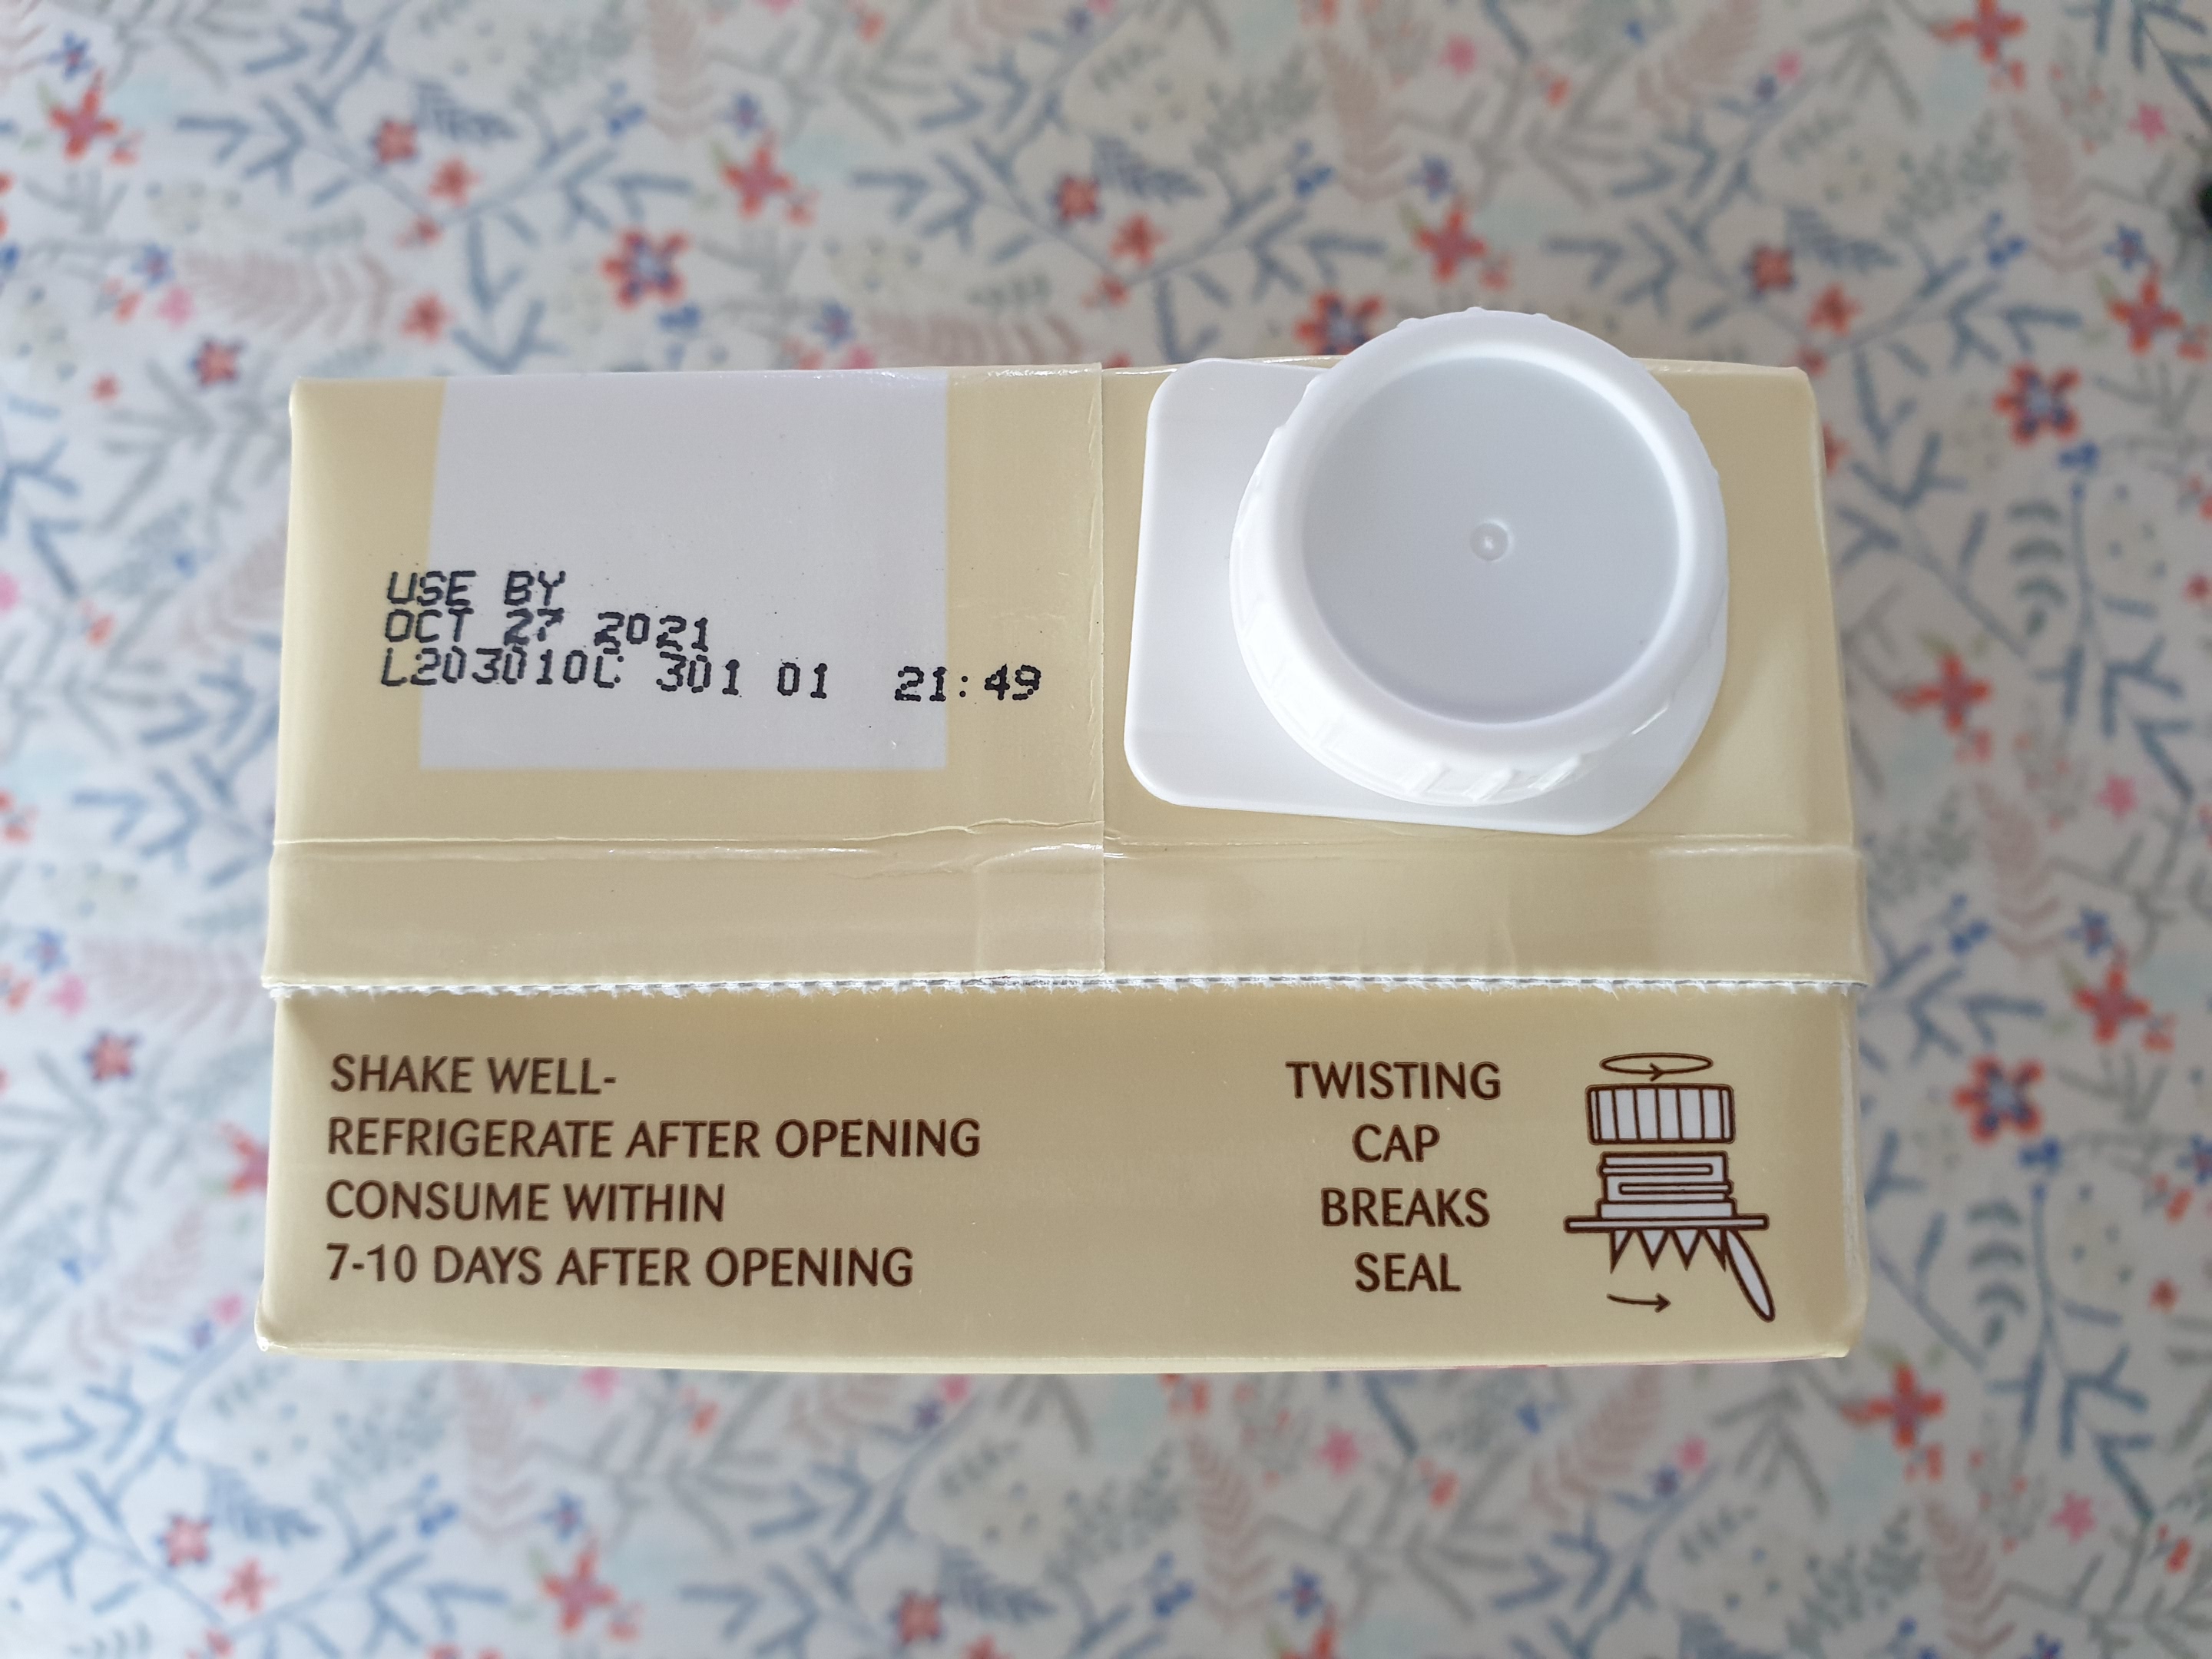 USE BY
OCT 27 2021
L203010C 301 01 21:49
SHAKE WELL-
REFRIGERATE AFTER OPENING
CONSUME WITHIN
7-10 DAYS AFTER OPENING
TWISTING
CAP
BREAKS
SEAL